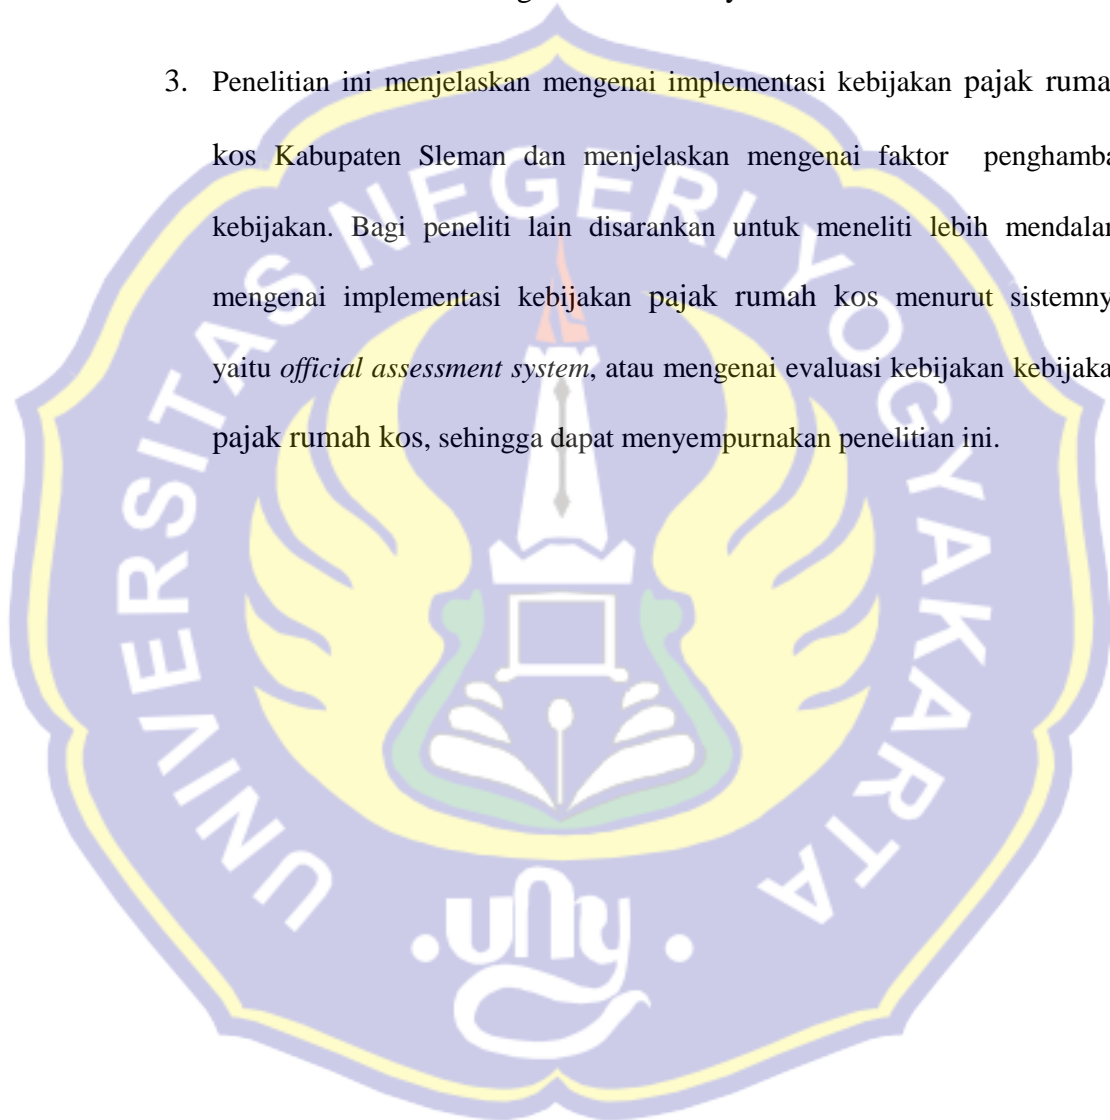 3. Penelitian ini menjelaskan mengenai implementasi kebijakan pajak ruma
kos Kabupaten Sleman dan menjelaskan mengenai faktor penghamba
kebijakan. Bagi peneliti lain disarankan untuk meneliti lebih mendalam
mengenai implementasi kebijakan pajak rumah kos menurut sistemny
yaitu official assessment system, atau mengenai evaluasi kebijakan kebijaka
pajak rumah kos, sehingga dapat menyempurnakan penelitian ini.
UNIVERSITAS NEGERI YOGYAKARTA
uny